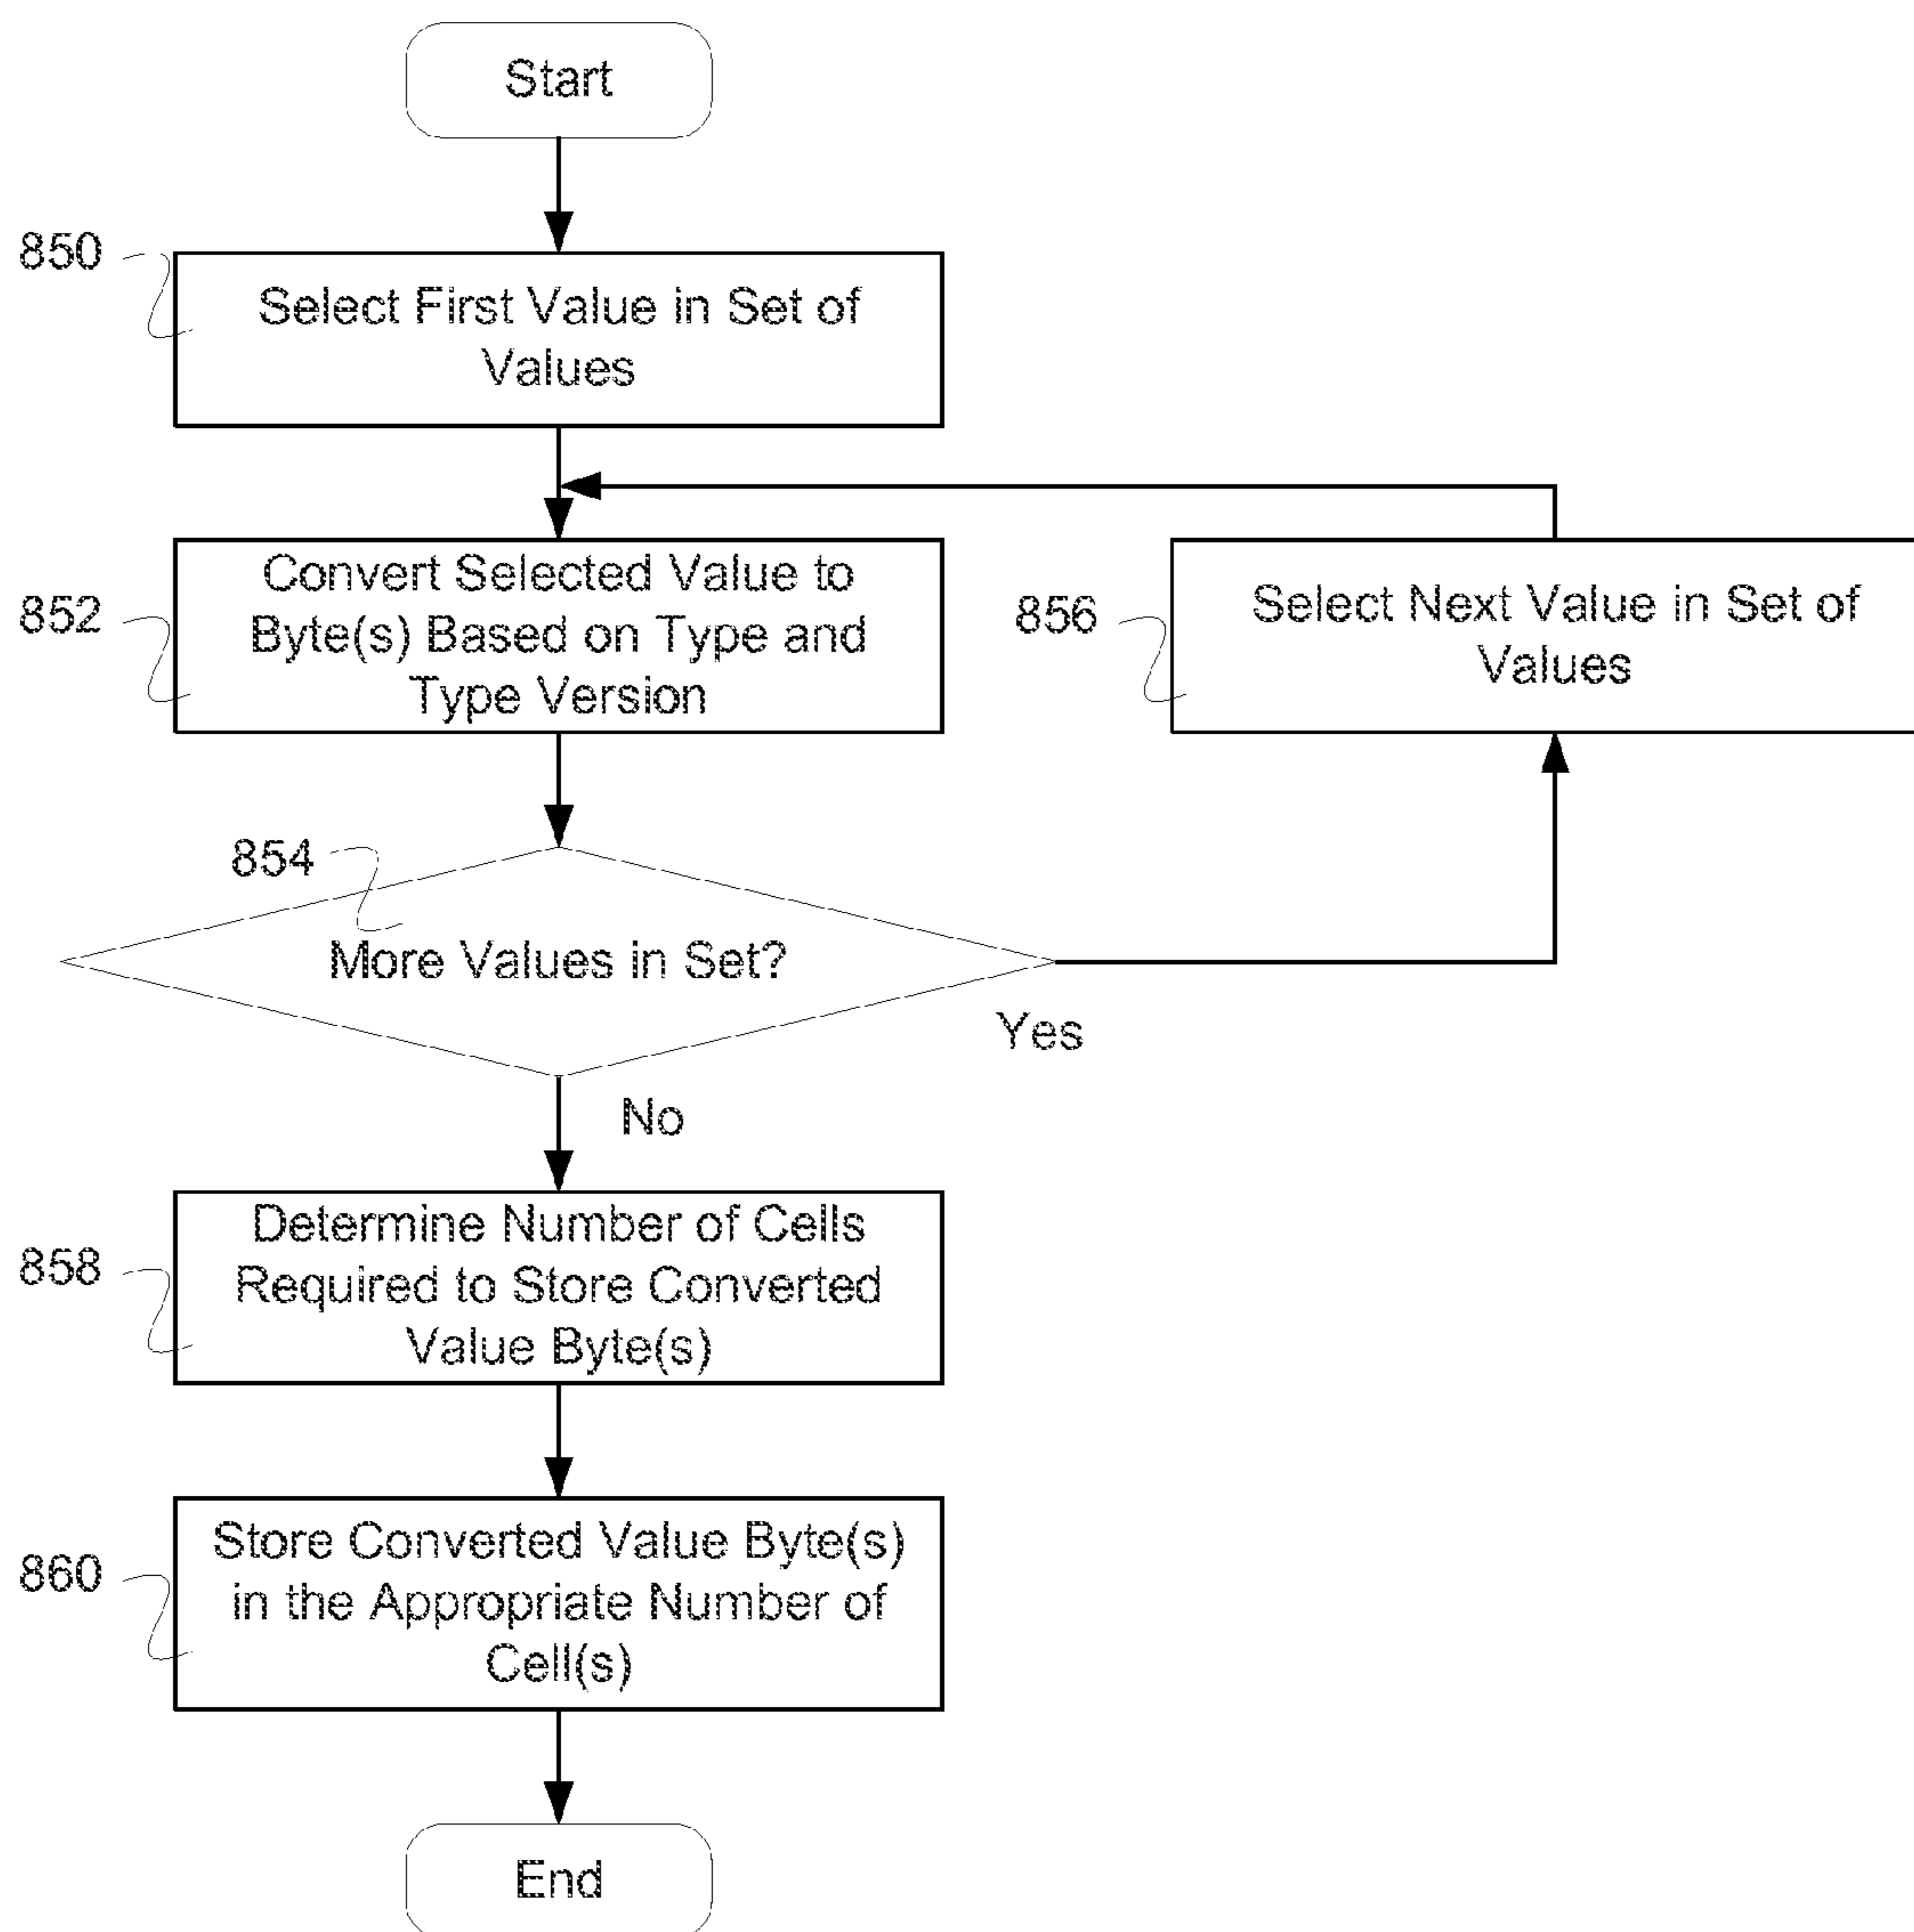 Start
850
Select First Value in Set of
Values
852
Convert Selected Value to
Byte(s) Based on Type and
Type Version
856
Select Next Value in Set of
Values
854
More Values in Set?
Yes
No
858
Determine Number of Cells
Required to Store Converted
Value Byte(s)
860
Store Converted Value Byte(s)
in the Appropriate Number of
Cell(s)
End